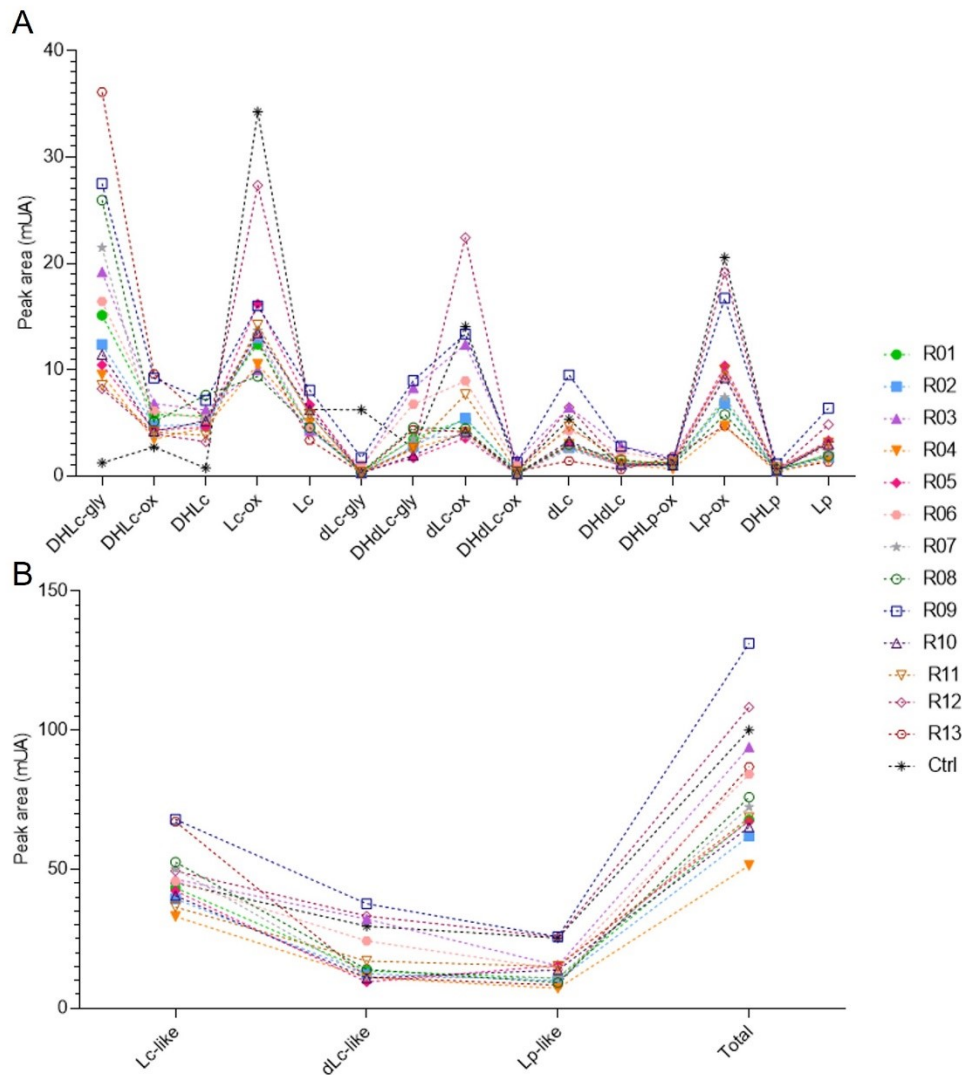 A
40
30
20
10
0
Peak area (mUA)
DHLc-gly
DHLc-ox
DHLc
Lc-ox
Lc
dLc-gly
DHdLc-gly
dLc-ox
DHdLc-ox
dLc
DHdLc
DHLp-ox
Lp-ox
DHLp
Lp
B
150
100
50
0
Peak area (mUA)
Lc-like
dLc-like
Lp-like
Total
R01
R02
R03
R04
R05
R06
R07
R08
R09
R10
R11
R12
R13
Ctrl